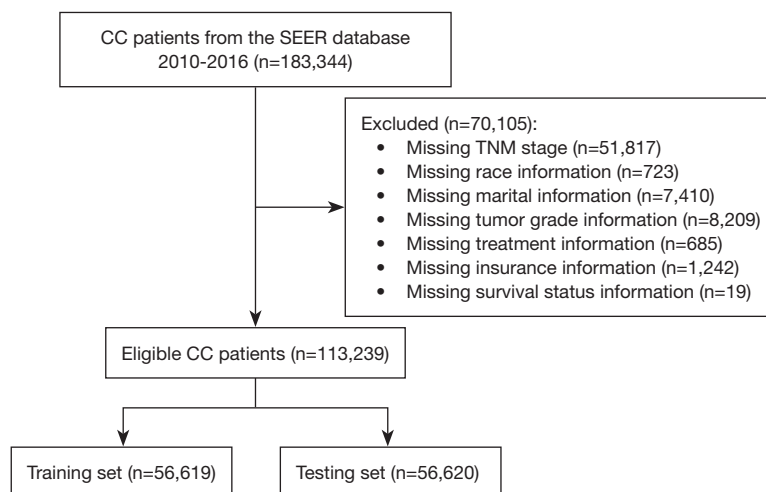 CC patients from the SEER database
2010-2016 (n=183,344)
Excluded (n=70,105):
• Missing TNM stage (n=51,817)
• Missing race information (n=723)
• Missing marital information (n=7,410)
• Missing tumor grade information (n=8,209)
• Missing treatment information (n=685)
• Missing insurance information (n=1,242)
• Missing survival status information (n=19)
Eligible CC patients (n=113,239)
Training set (n=56,619)
Testing set (n=56,620)